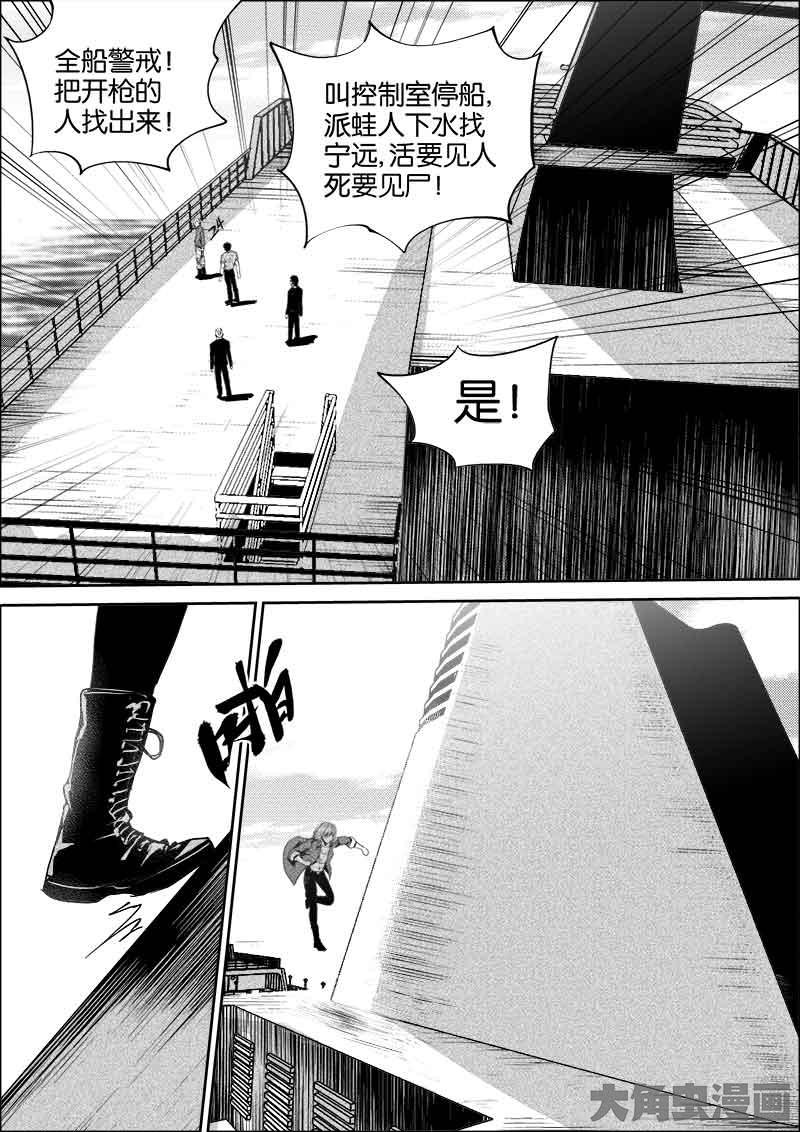 全船警戒！
把开枪的
人找出来！
叫控制室停船，
派蛙人下水找
宁远，活要见人
死要见尸！
是！
啪
大角虫漫画